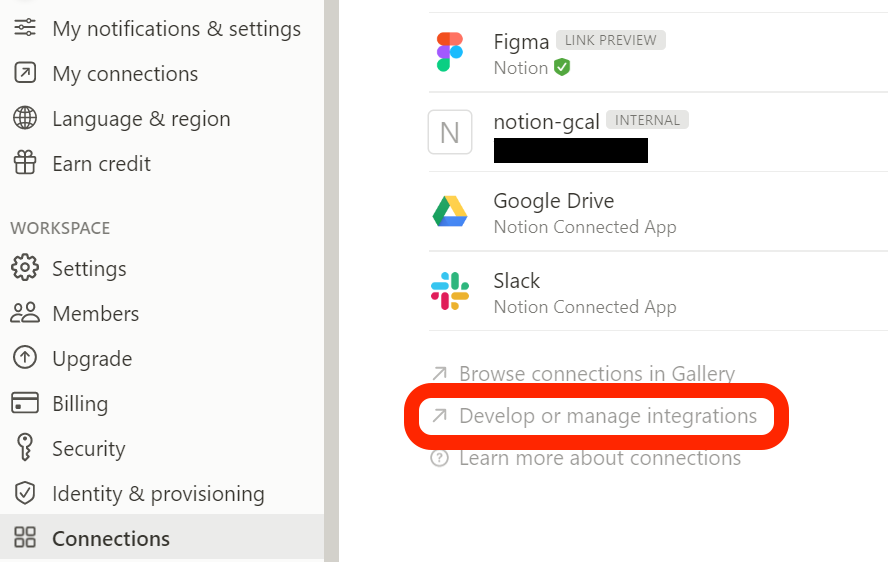 My notifications & settings
My connections
Language & region
Earn credit
WORKSPACE
Settings
Members
Upgrade
Billing
Security
Identity & provisioning
Connections
Figma LINK PREVIEW
Notion
N
notion-gcal INTERNAL
Google Drive
Notion Connected App
Slack
Notion Connected App
Browse connections in Gallery
Develop or manage integrations
Learn more about connections